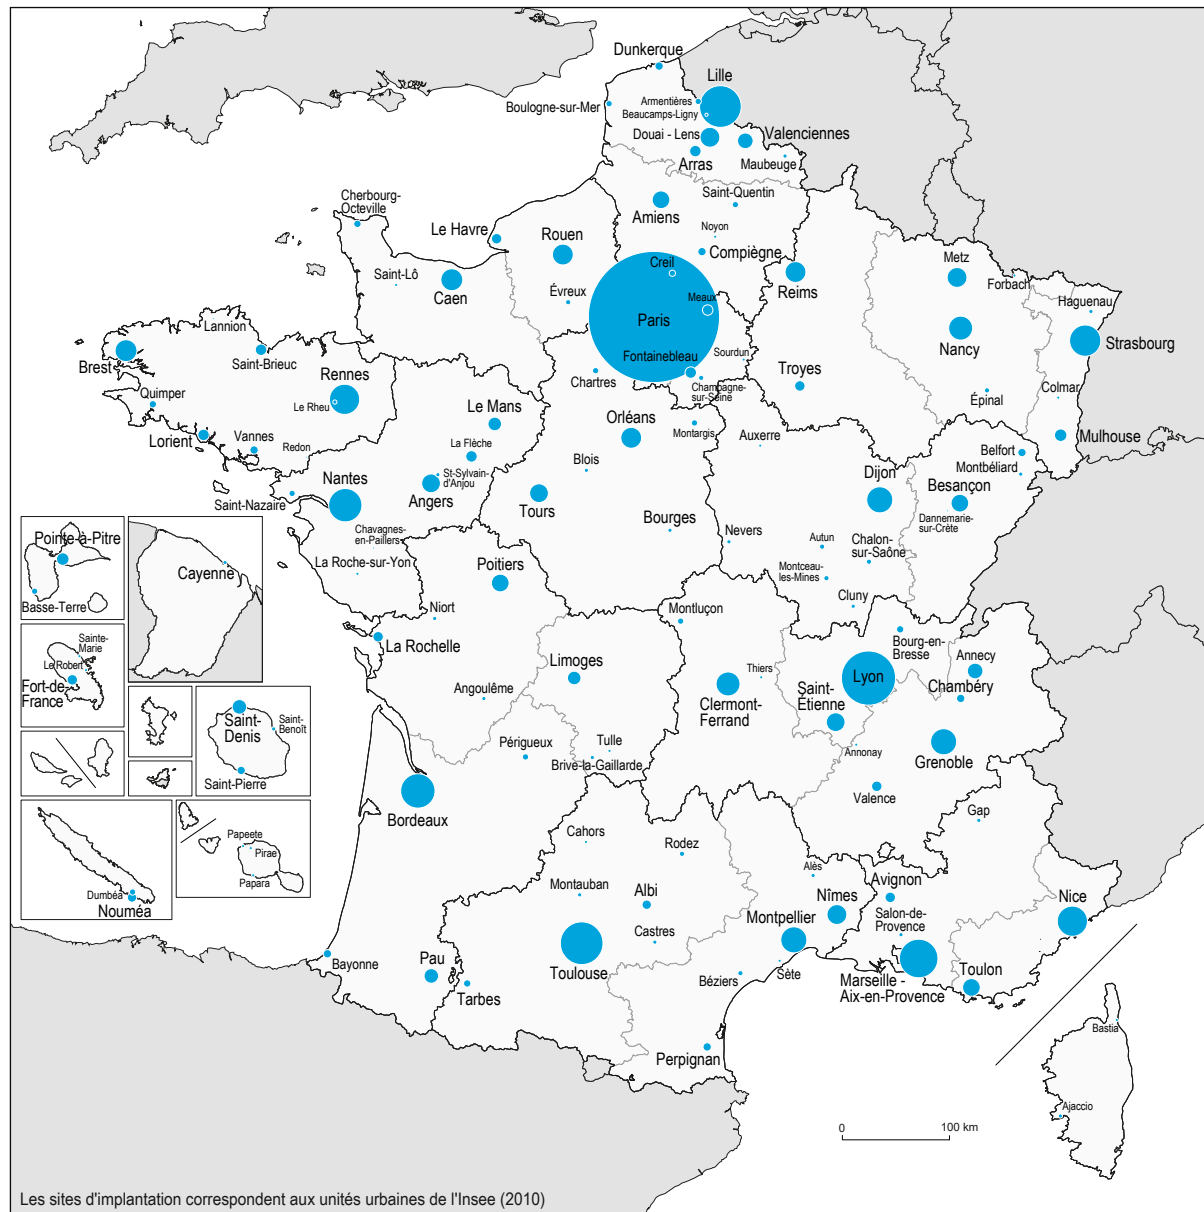 Dunkerque
Lille
Boulogne-sur-Mer
Armentières
Beaucamps-Ligny
Douai - Lens
Valenciennes
Arras
Maubeuge
Saint-Quentin
Amiens
Cherbourg-
Octeville
Le Havre
Rouen
Noyon
Compiègne
Creil
Metz
Forbach
Saint-Lô
Caen
Évreux
Meaux
Reims
Haguenau
Paris
Lannion
Nancy
Strasbourg
Brest
Saint-Brieuc
Fontainebleau
Sourdun
Rennes
Chartres
Champagne-
sur-Seine
Troyes
Colmar
Quimper
Le Rheu
Le Mans
Orléans
Épinal
Lorient
Vannes
Redon
La Flèche
Montargis
Auxerre
Mulhouse
Belfort
Blois
Montbéliard
St-Sylvain-
d'Anjou
Nantes
Angers
Dijon
Besançon
Saint-Nazaire
Tours
Dannemarie-
sur-Crète
Chavagnes-
en-Paillers
Bourges
Nevers
Autun
Chalon-
sur-Saône
Pointe-à-Pitre
Cayenne
La Roche-sur-Yon
Poitiers
Montceau-
les-Mines
Basse-Terre
Niort
Montluçon
Cluny
Sainte-
Marie
La Rochelle
Bourg-en-
Bresse
Le Robert
Limoges
Annecy
Fort-de-
France
Thiers
Lyon
Chambéry
Angoulême
Clermont-
Ferrand
Saint-
Étienne
Saint-
Denis
Saint-
Benoît
Périgueux
Tulle
Annonay
Grenoble
Brive-la-Gaillarde
Saint-Pierre
Valence
Bordeaux
Gap
Cahors
Rodez
Papeete
Pirae
Papara
Alès
Avignon
Montauban
Albi
Nîmes
Nice
Dumbéa
Nouméa
Montpellier
Salon-de-
Provence
Castres
Toulouse
Bayonne
Pau
Tarbes
Béziers
Sète
Marseille -
Aix-en-Provence
Toulon
Perpignan
Bastia
Ajaccio
0
100 km
Les sites d'implantation correspondent aux unités urbaines de l'Insee (2010)